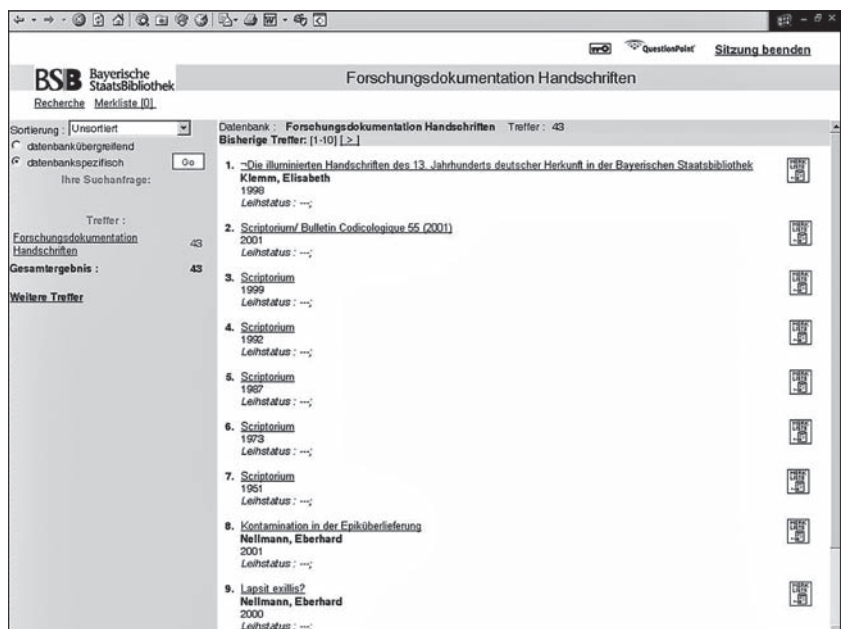 QuestionPoint
Sitzung beenden
BSB Bayerische StaatsBibliothek
Forschungsdokumentation Handschriften
Recherche Merkliste [0]
Sortierung : Unsortiert
datenbankübergreifend
datenbankspezifisch Go
Ihre Suchanfrage:
Treffer :
Forschungsdokumentation Handschriften 43
Gesamtergebnis : 43
Weitere Treffer
Datenbank : Forschungsdokumentation Handschriften Treffer : 43
Bisherige Treffer: [1-10] [ > ]
1. ¬Die illuminierten Handschriften des 13. Jahrhunderts deutscher Herkunft in der Bayerischen Staatsbibliothek
Klemm, Elisabeth
1998
Leihstatus : ---;
2. Scriptorium/ Bulletin Codicologique 55 (2001)
2001
Leihstatus : ---;
3. Scriptorium
1999
Leihstatus : ---;
4. Scriptorium
1992
Leihstatus : ---;
5. Scriptorium
1987
Leihstatus : ---;
6. Scriptorium
1973
Leihstatus : ---;
7. Scriptorium
1951
Leihstatus : ---;
8. Kontamination in der Epiküberlieferung
Nellmann, Eberhard
2001
Leihstatus : ---;
9. Lapsit exillis?
Nellmann, Eberhard
2000
Leihstatus : ---;